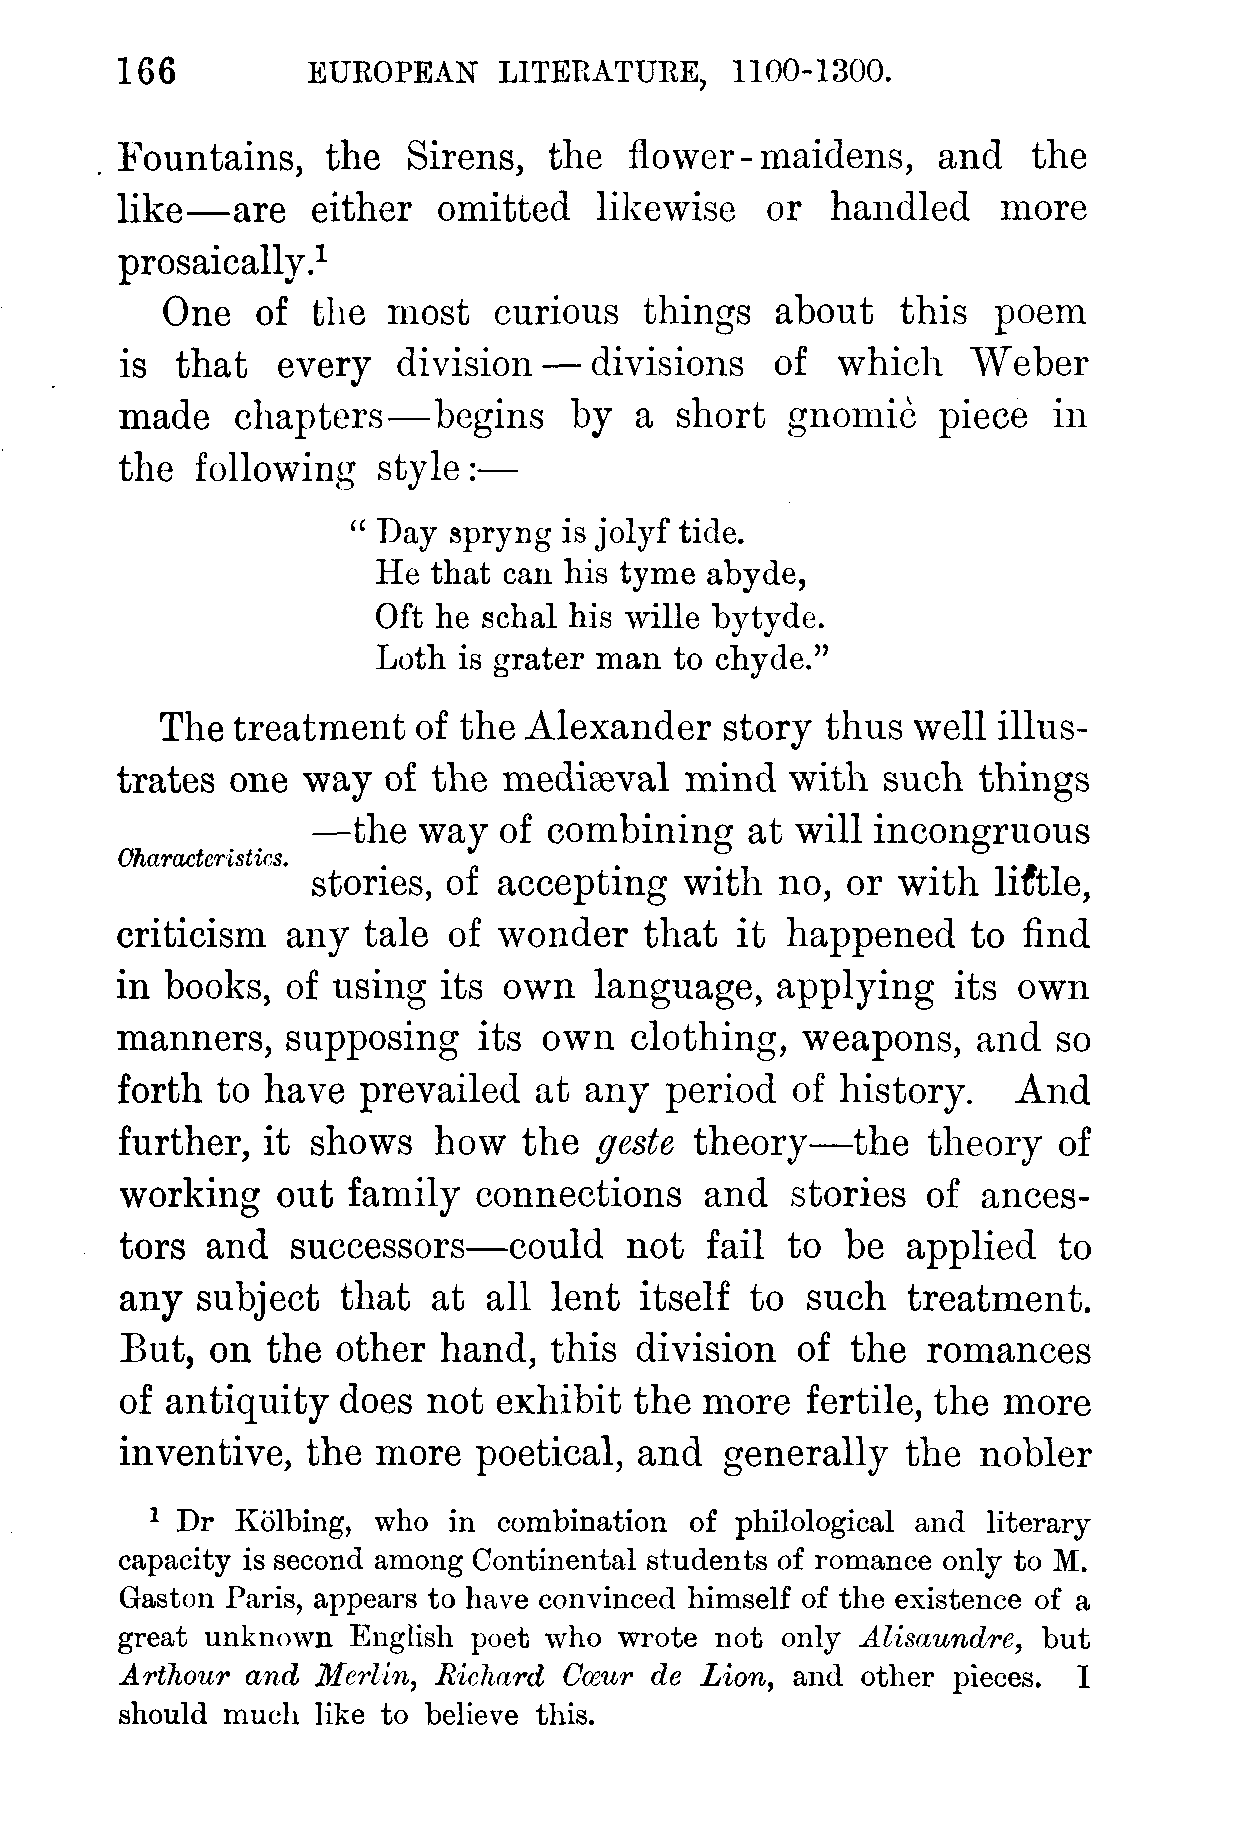 166 EUROPEAN LITERATURE, 1100-1300.
Fountains, the Sirens, the flower-maidens, and the
like—are either omitted likewise or handled more
prosaically.¹
One of the most curious things about this poem
is that every division — divisions of which Weber
made chapters—begins by a short gnomic piece in
the following style:—
“Day spryng is jolyf tide.
He that can his tyme abyde,
Oft he schal his wille bytyde.
Loth is grater man to chyde.”
The treatment of the Alexander story thus well illus-
trates one way of the mediæval mind with such things
—the way of combining at will incongruous
Characteristics.
stories, of accepting with no, or with little,
criticism any tale of wonder that it happened to find
in books, of using its own language, applying its own
manners, supposing its own clothing, weapons, and so
forth to have prevailed at any period of history. And
further, it shows how the geste theory—the theory of
working out family connections and stories of ances-
tors and successors—could not fail to be applied to
any subject that at all lent itself to such treatment.
But, on the other hand, this division of the romances
of antiquity does not exhibit the more fertile, the more
inventive, the more poetical, and generally the nobler
¹ Dr Kölbing, who in combination of philological and literary
capacity is second among Continental students of romance only to M.
Gaston Paris, appears to have convinced himself of the existence of a
great unknown English poet who wrote not only Alisaundre, but
Arthour and Merlin, Richard Cœur de Lion, and other pieces. I
should much like to believe this.